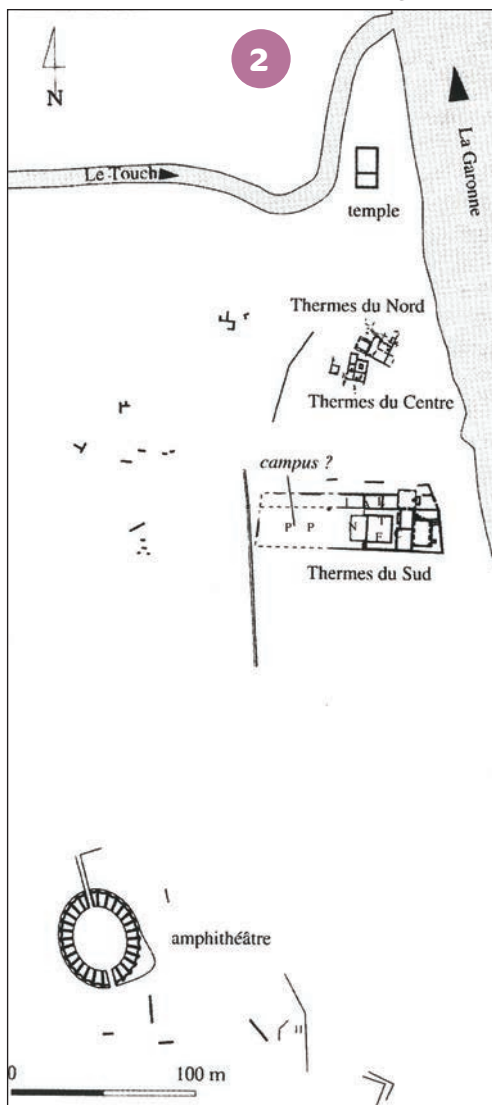 2
N
La Garonne
Le Touch
temple
Thermes du Nord
Thermes du Centre
campus ?
P P N F
Thermes du Sud
amphithéâtre
0 100 m